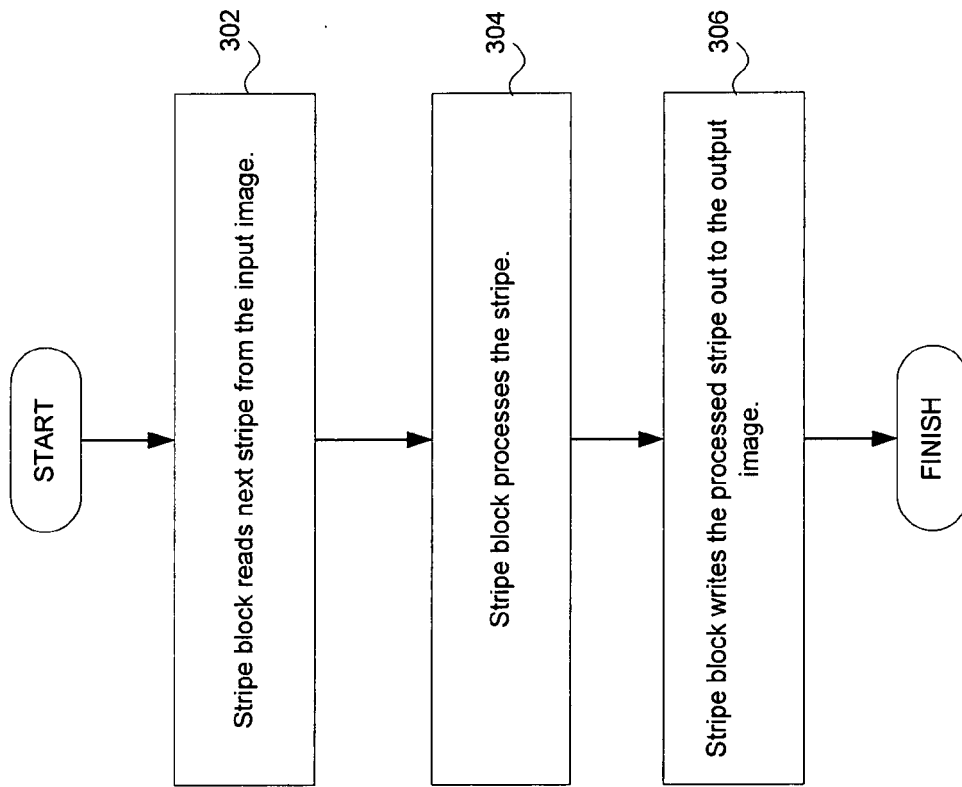 START
302
Stripe block reads next stripe from the input image.
304
Stripe block processes the stripe.
306
Stripe block writes the processed stripe out to the output
image.
FINISH